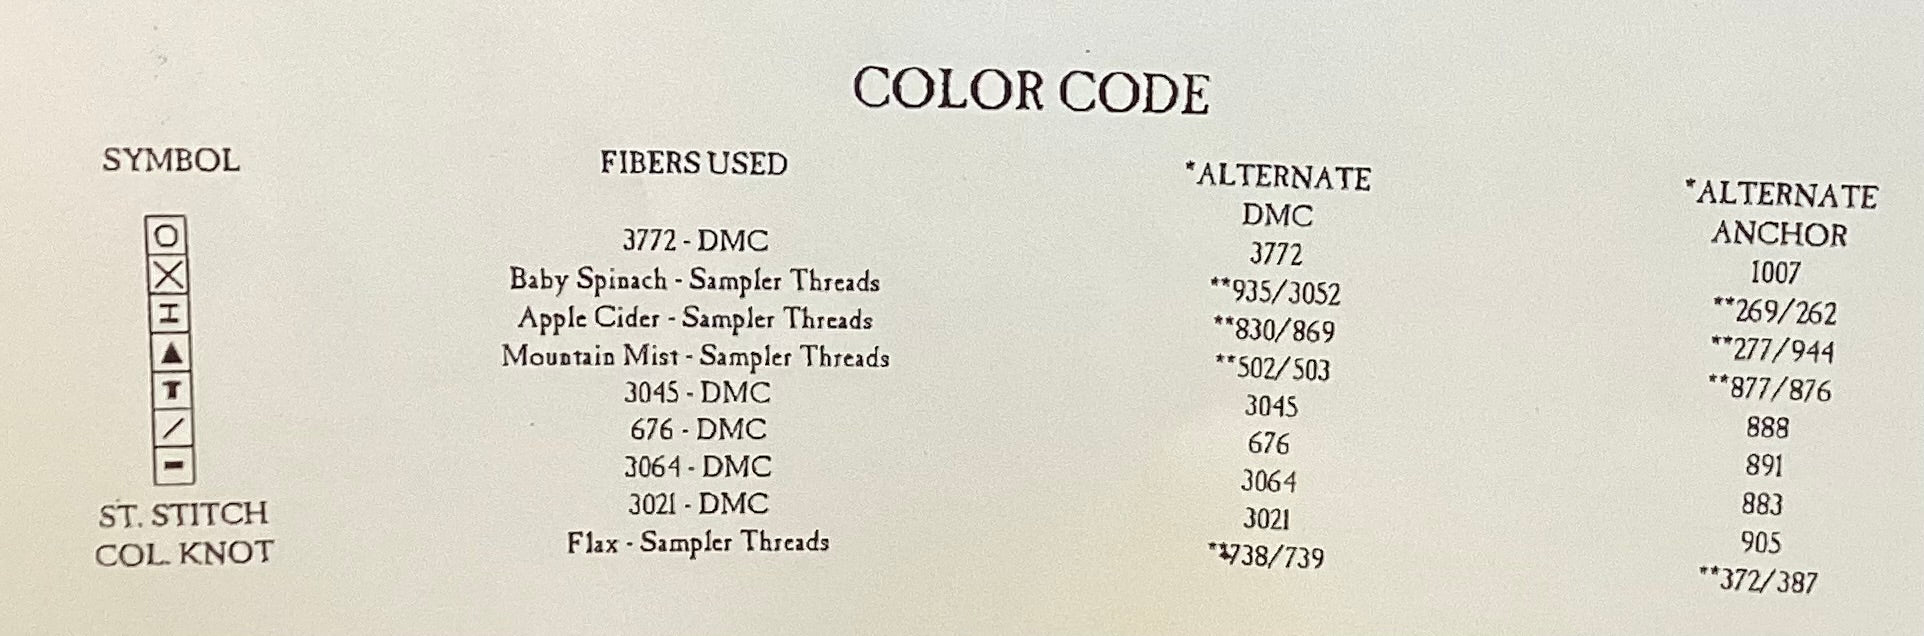 COLOR CODE
SYMBOL FIBERS USED *ALTERNATE DMC *ALTERNATE ANCHOR
O 3772 - DMC 3772 1007
X Baby Spinach - Sampler Threads **935/3052 **269/262
I Apple Cider - Sampler Threads **830/869 **277/944
▲ Mountain Mist - Sampler Threads **502/503 **877/876
T 3045 - DMC 3045 888
/ 676 - DMC 676 891
- 3064 - DMC 3064 883
ST. STITCH 3021 - DMC 3021 905
COL. KNOT Flax - Sampler Threads **738/739 **372/387